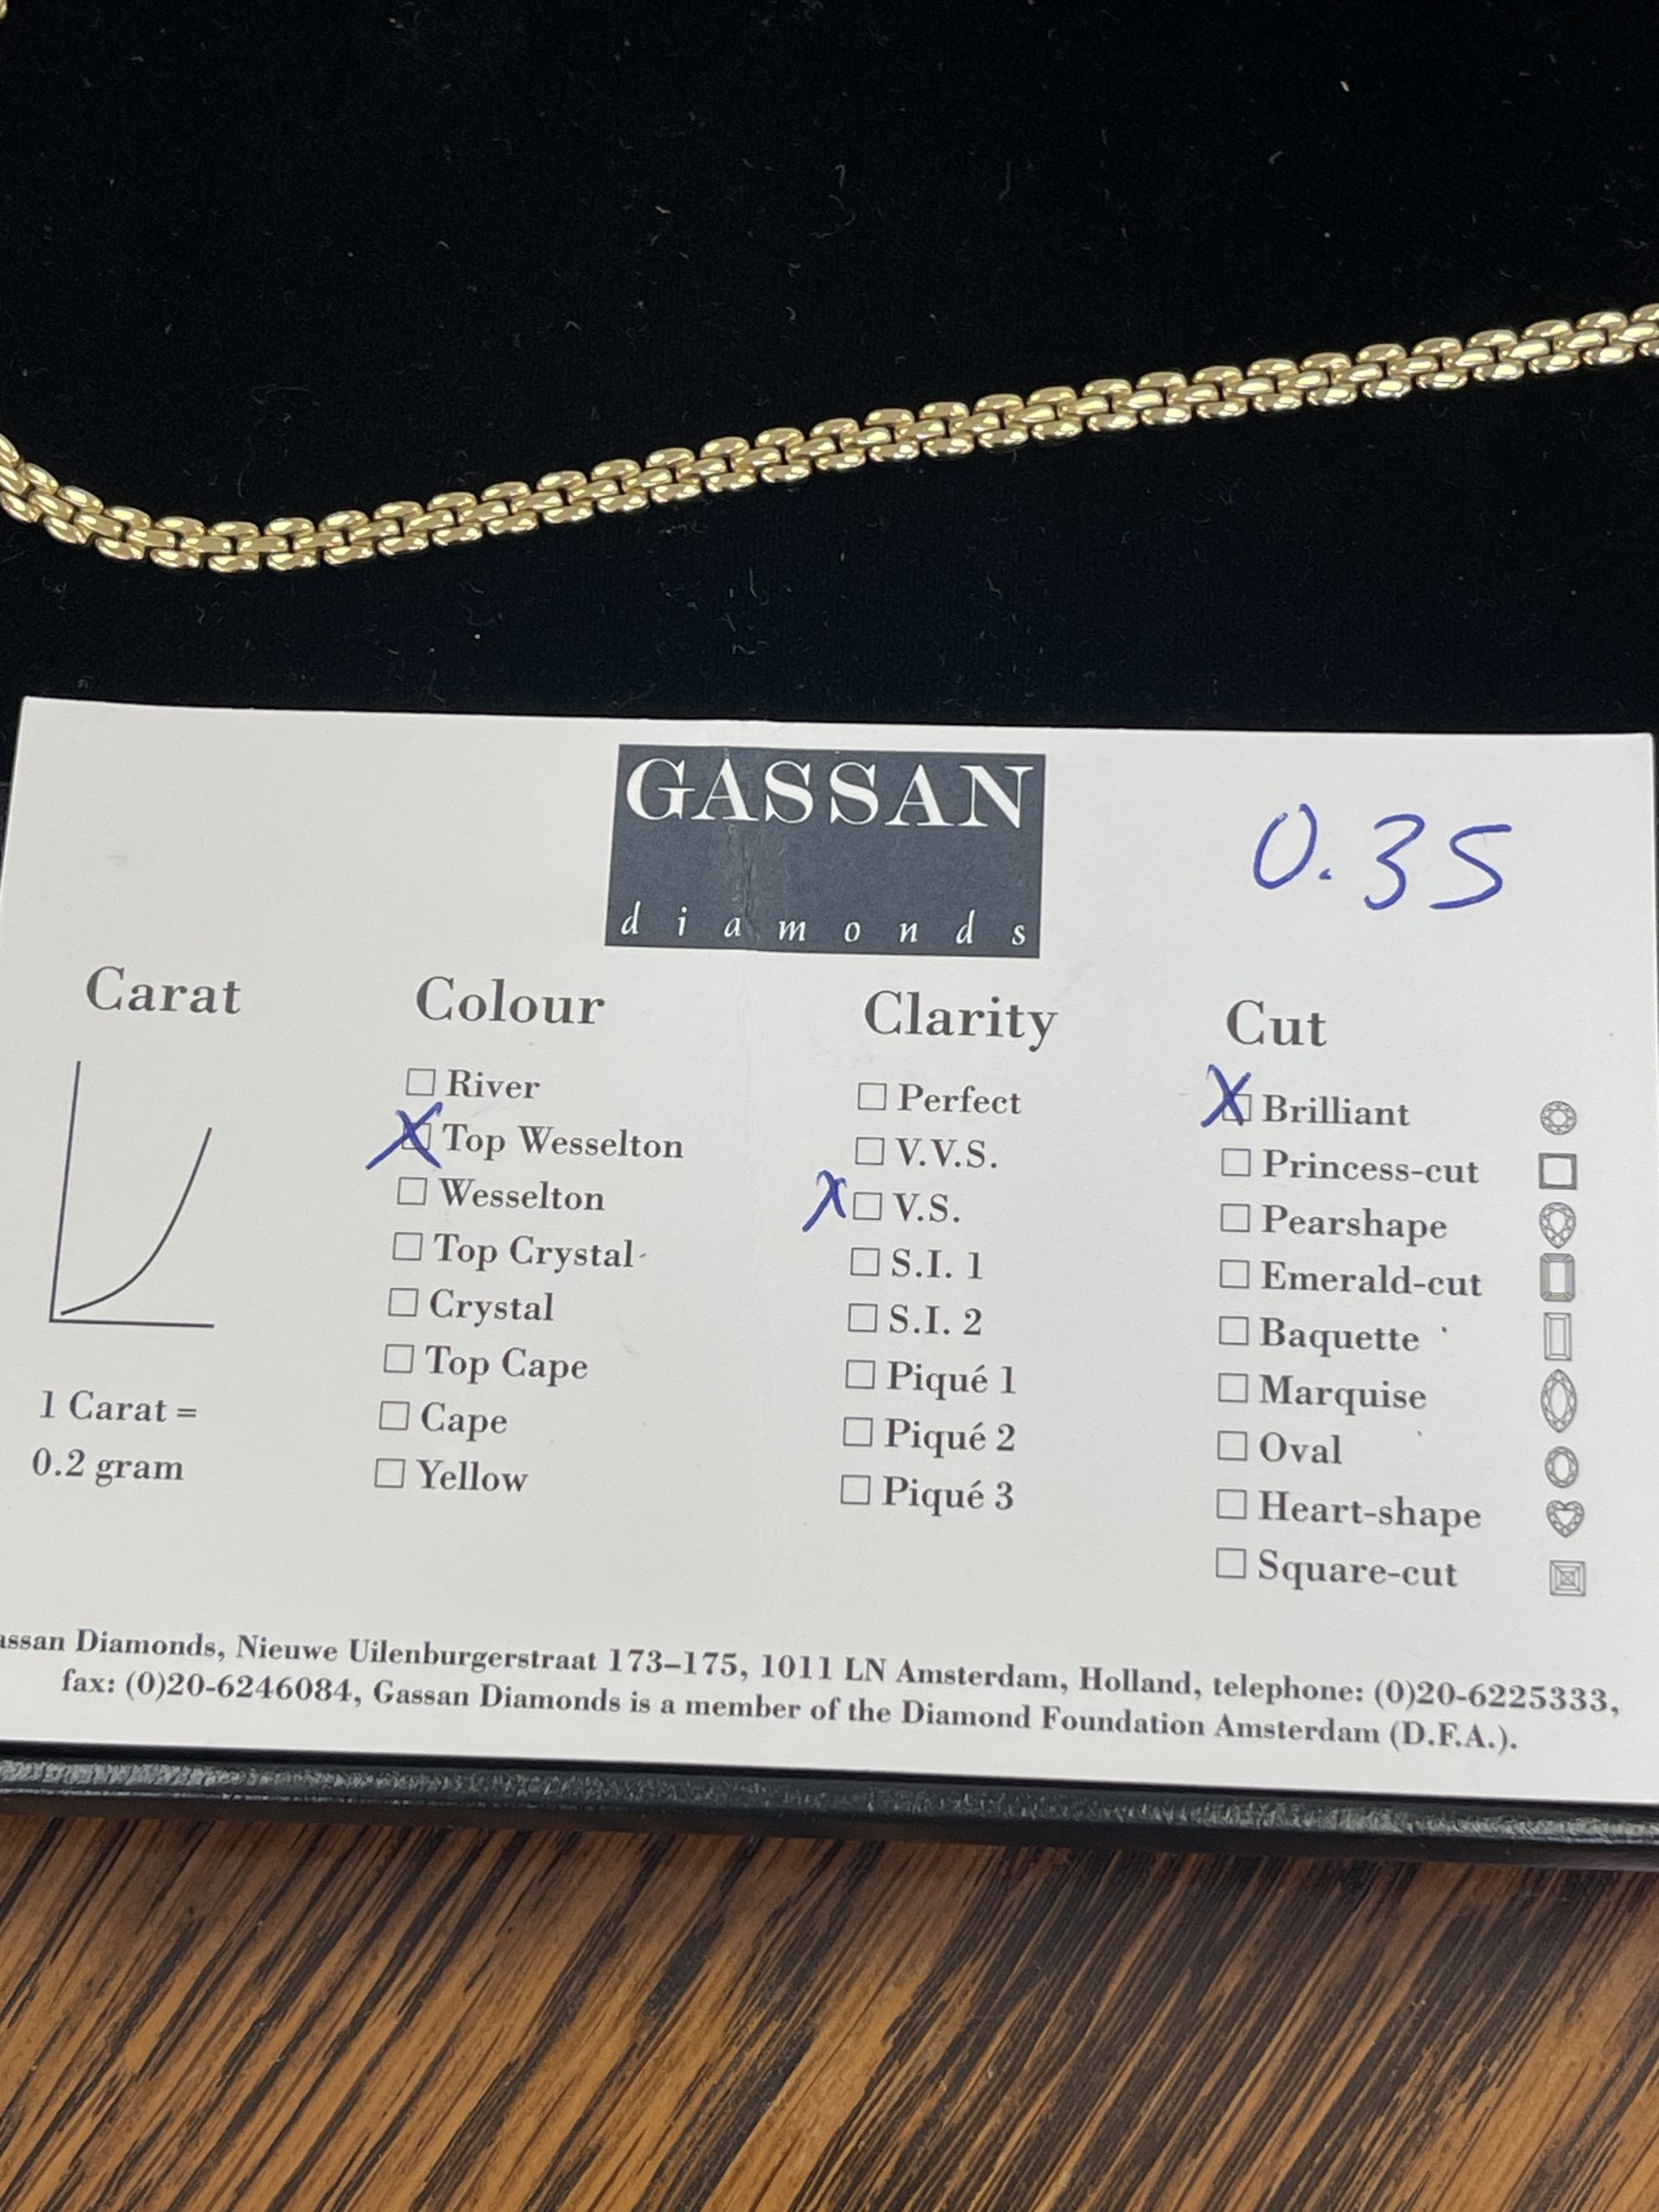 GASSAN
diamonds
0.35
Carat
1 Carat =
0.2 gram
Colour
River
X Top Wesselton
Wesselton
Top Crystal
Crystal
Top Cape
Cape
Yellow
Clarity
Perfect
V.V.S.
X V.S.
S.I. 1
S.I. 2
Piqué 1
Piqué 2
Piqué 3
Cut
X Brilliant
Princess-cut
Pearshape
Emerald-cut
Baquette
Marquise
Oval
Heart-shape
Square-cut
assan Diamonds, Nieuwe Uilenburgerstraat 173–175, 1011 LN Amsterdam, Holland, telephone: (0)20-6225333,
fax: (0)20-6246084, Gassan Diamonds is a member of the Diamond Foundation Amsterdam (D.F.A.).